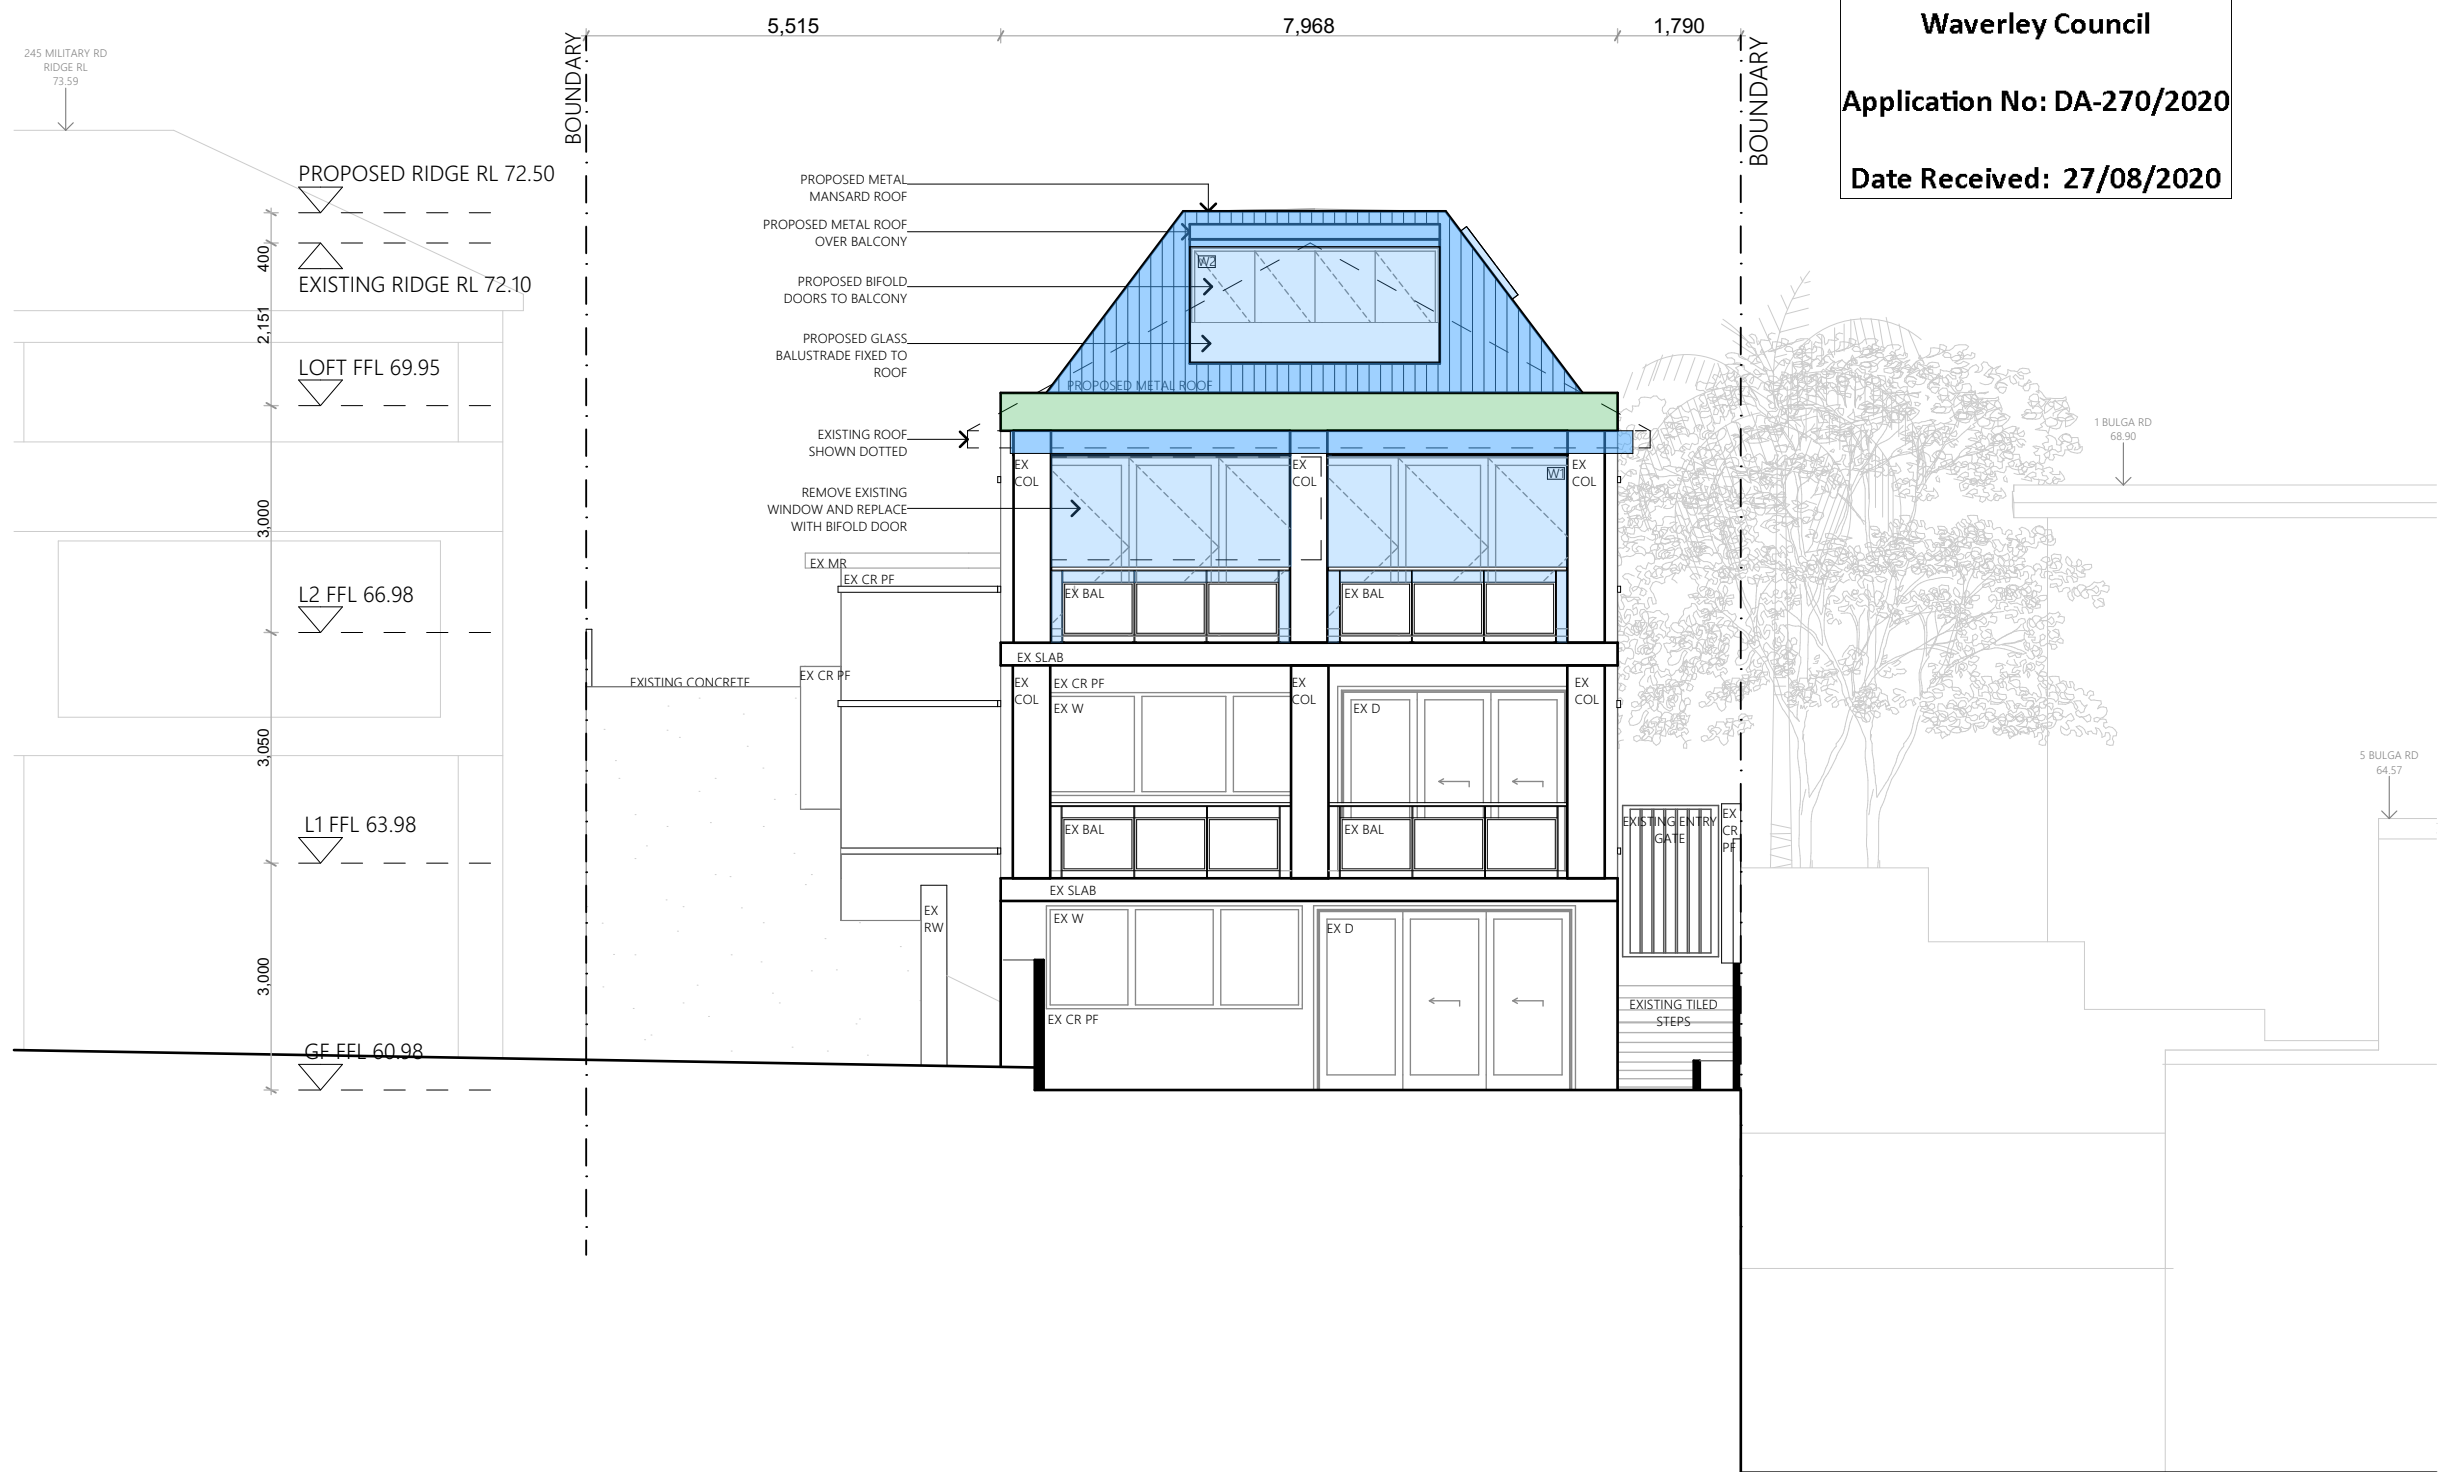 5,515
7,968
1,790
Waverley Council
Application No: DA-270/2020
Date Received: 27/08/2020
BOUNDARY
BOUNDARY
245 MILITARY RD
RIDGE RL
73.59
PROPOSED RIDGE RL 72.50
400
EXISTING RIDGE RL 72.10
2,151
LOFT FFL 69.95
3,000
L2 FFL 66.98
3,050
L1 FFL 63.98
3,000
GF FFL 60.98
PROPOSED METAL
MANSARD ROOF
PROPOSED METAL ROOF
OVER BALCONY
PROPOSED BIFOLD
DOORS TO BALCONY
PROPOSED GLASS
BALUSTRADE FIXED TO
ROOF
EXISTING ROOF
SHOWN DOTTED
REMOVE EXISTING
WINDOW AND REPLACE
WITH BIFOLD DOOR
W2
PROPOSED METAL ROOF
EX
COL
EX
COL
W1
EX
COL
EX MR
EX CR PF
EX BAL
EX BAL
EX SLAB
EXISTING CONCRETE
EX CR PF
EX
COL
EX CR PF
EX W
EX
COL
EX D
EX
COL
EX BAL
EX BAL
EX SLAB
EX
RW
EX W
EX D
EX CR PF
EXISTING ENTRY
GATE
EX
CR
PF
EXISTING TILED
STEPS
1 BULGA RD
68.90
5 BULGA RD
64.57